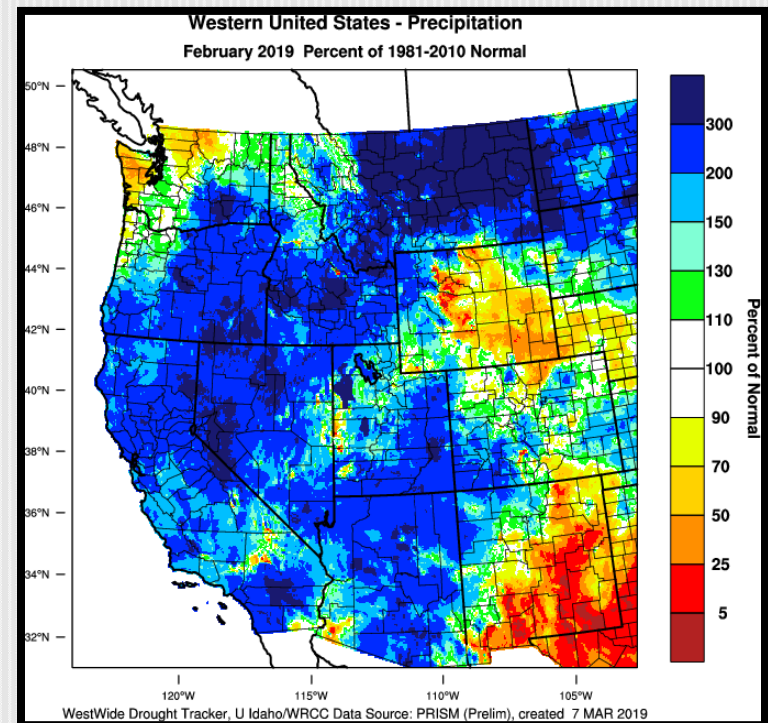 Western United States - Precipitation
February 2019 Percent of 1981-2010 Normal
50°N
48°N
46°N
44°N
42°N
40°N
38°N
36°N
34°N
32°N
120°W
115°W
110°W
105°W
300
200
150
130
110
100
90
70
50
25
5
Percent of Normal
WestWide Drought Tracker, U Idaho/WRCC Data Source: PRISM (Prelim), created 7 MAR 2019